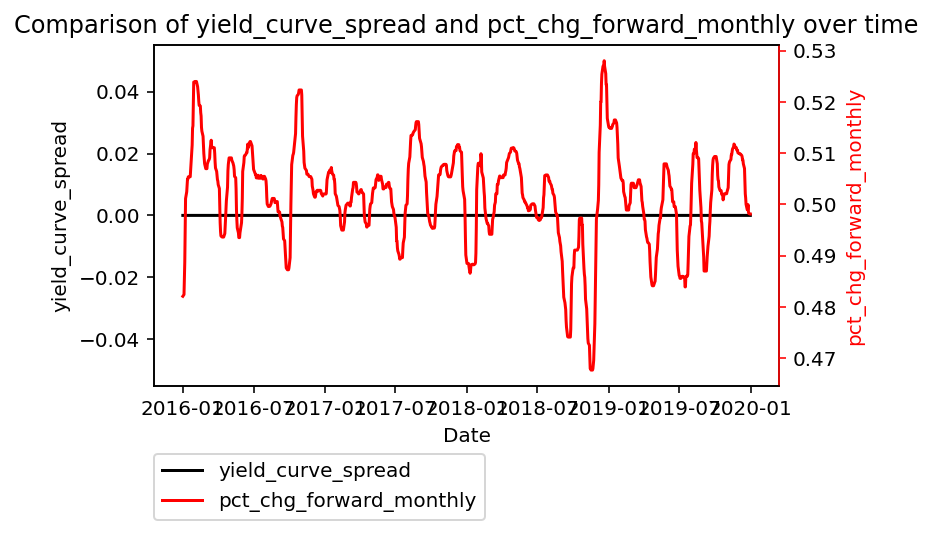 Comparison of yield_curve_spread and pct_chg_forward_monthly over time
yield_curve_spread
0.04
0.02
0.00
−0.02
−0.04
0.53
0.52
0.51
0.50
0.49
0.48
0.47
pct_chg_forward_monthly
2016-01 2016-07 2017-01 2017-07 2018-01 2018-07 2019-01 2019-07 2020-01
Date
yield_curve_spread
pct_chg_forward_monthly